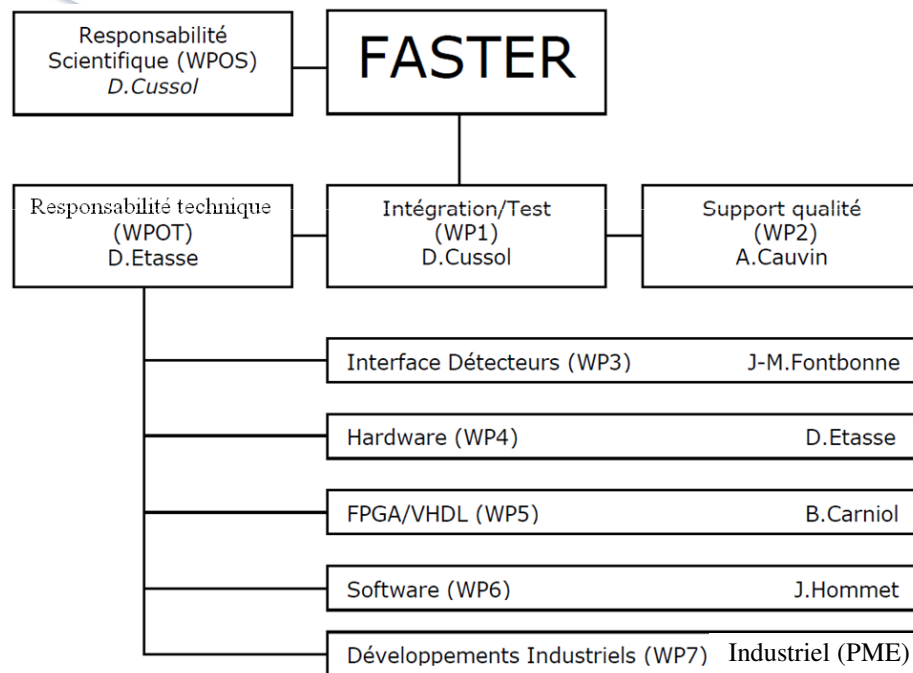 Responsabilité
Scientifique (WPOS)
D.Cussol
FASTER
Responsabilité technique
(WPOT)
D.Etasse
Intégration/Test
(WP1)
D.Cussol
Support qualité
(WP2)
A.Cauvin
Interface Détecteurs (WP3) J-M.Fontbonne
Hardware (WP4) D.Etasse
FPGA/VHDL (WP5) B.Carniol
Software (WP6) J.Hommet
Développements Industriels (WP7) Industriel (PME)